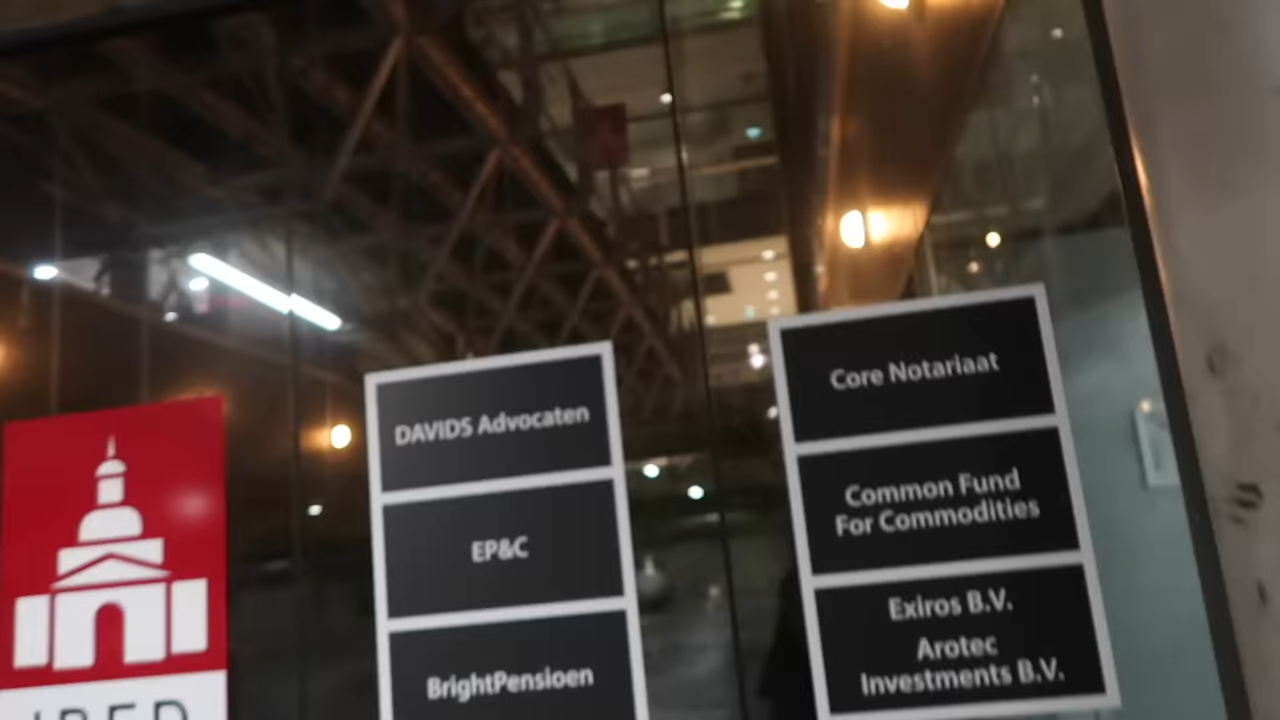 DAVIDS Advocaten
EP&C
BrightPensioen
Core Notariaat
Common Fund
For Commodities
Exiros B.V.
Arotec
Investments B.V.